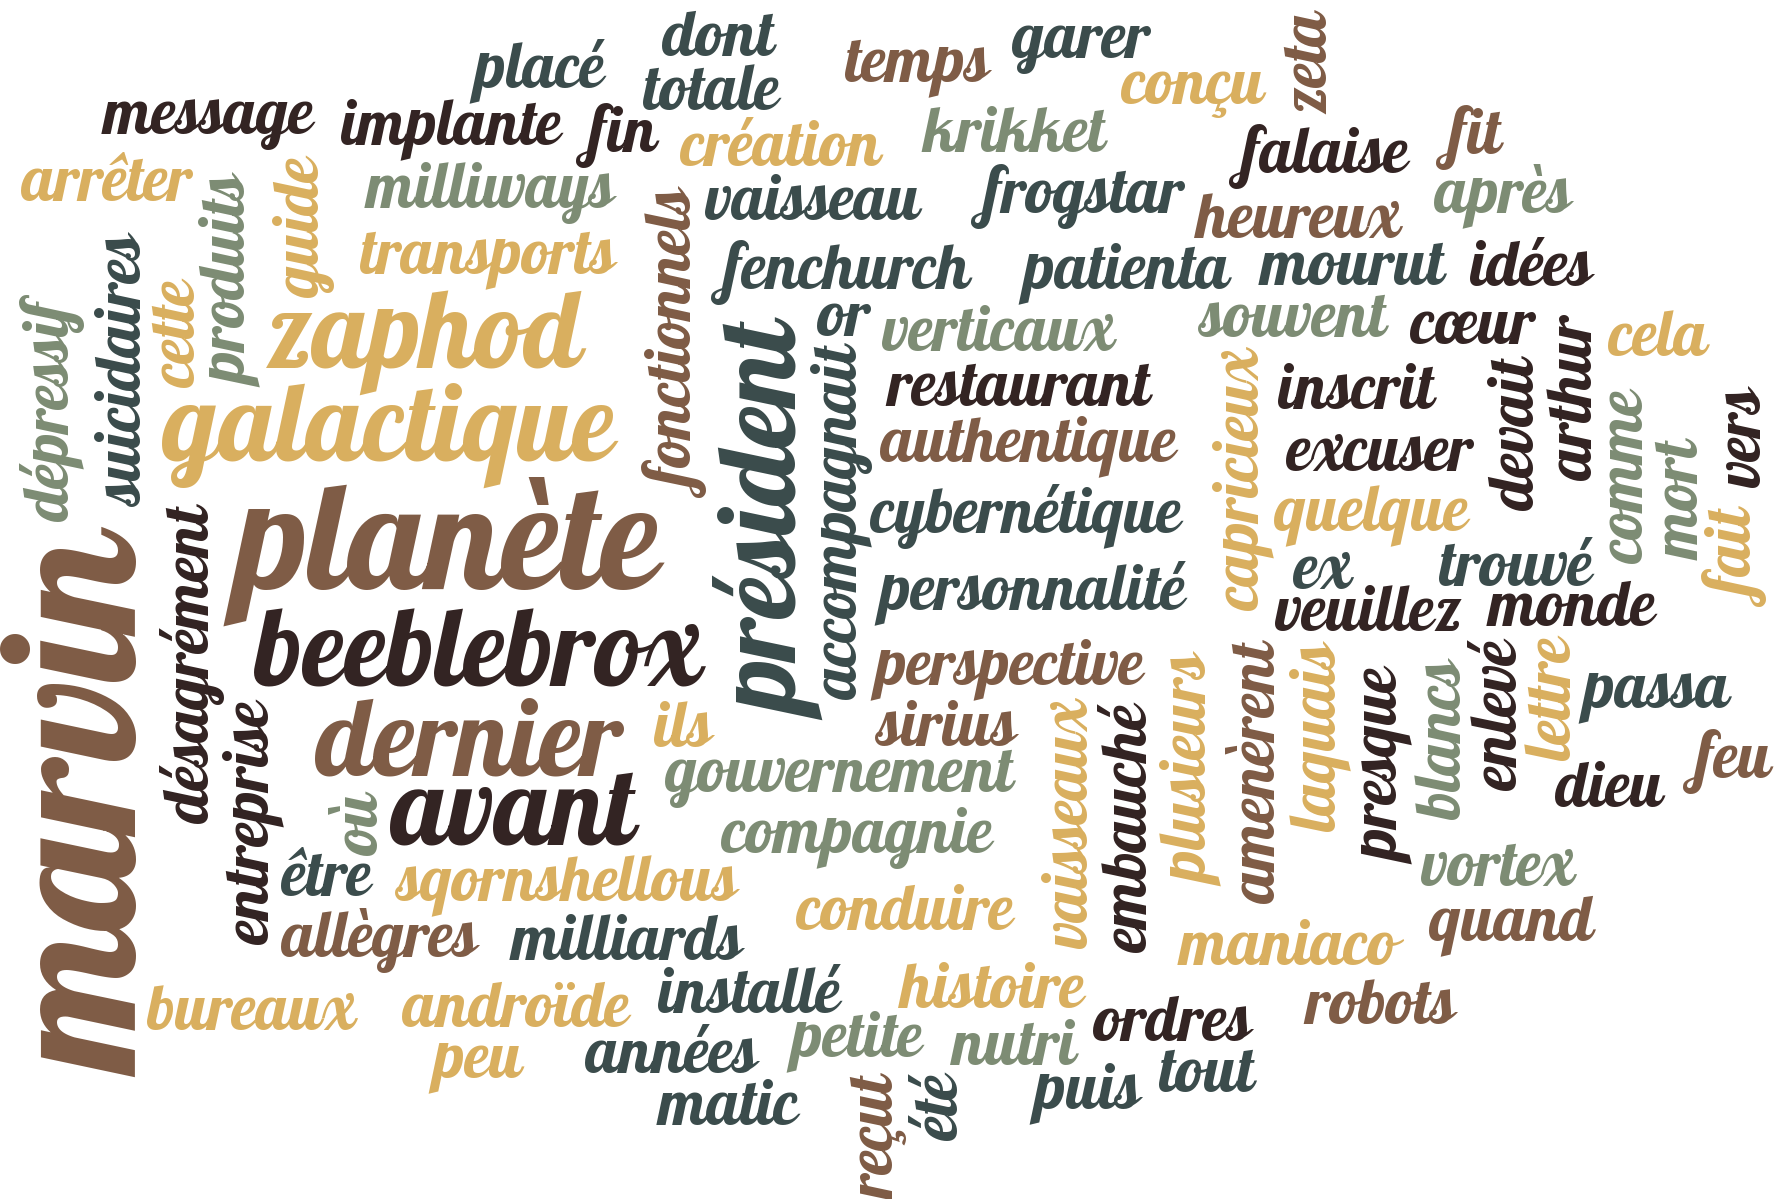 dont
placé
totale
temps
garer
conçu
zeta
message
implante
fin
création
krikket
falaise
fit
arrêter
produits
guide
milliways
fonctionnels
vaisseau
frogstar
heureux
après
suicidaires
transports
fenchurch
patienta
mourut
idées
dépressif
cette
zaphod
président
or
verticaux
souvent
cœur
arthur
cela
galactique
accompagnait
restaurant
capricieux
inscrit
devait
comme
vers
authentique
excuser
mort
marvin
désagrément
planète
cybernétique
quelque
fait
ex
trouvé
personnalité
veuillez
monde
beeblebrox
perspective
plusieurs
amenèrent
laquais
presque
blancs
enlevé
lettre
passa
entreprise
dernier
ils
sirius
vaisseaux
embauché
feu
où
avant
gouvernement
dieu
compagnie
être
sqornshellous
vortex
allègres
milliards
conduire
maniaco
quand
bureaux
androïde
installé
histoire
robots
peu
années
petite
nutri
ordres
matic
reçut
été
puis
tout